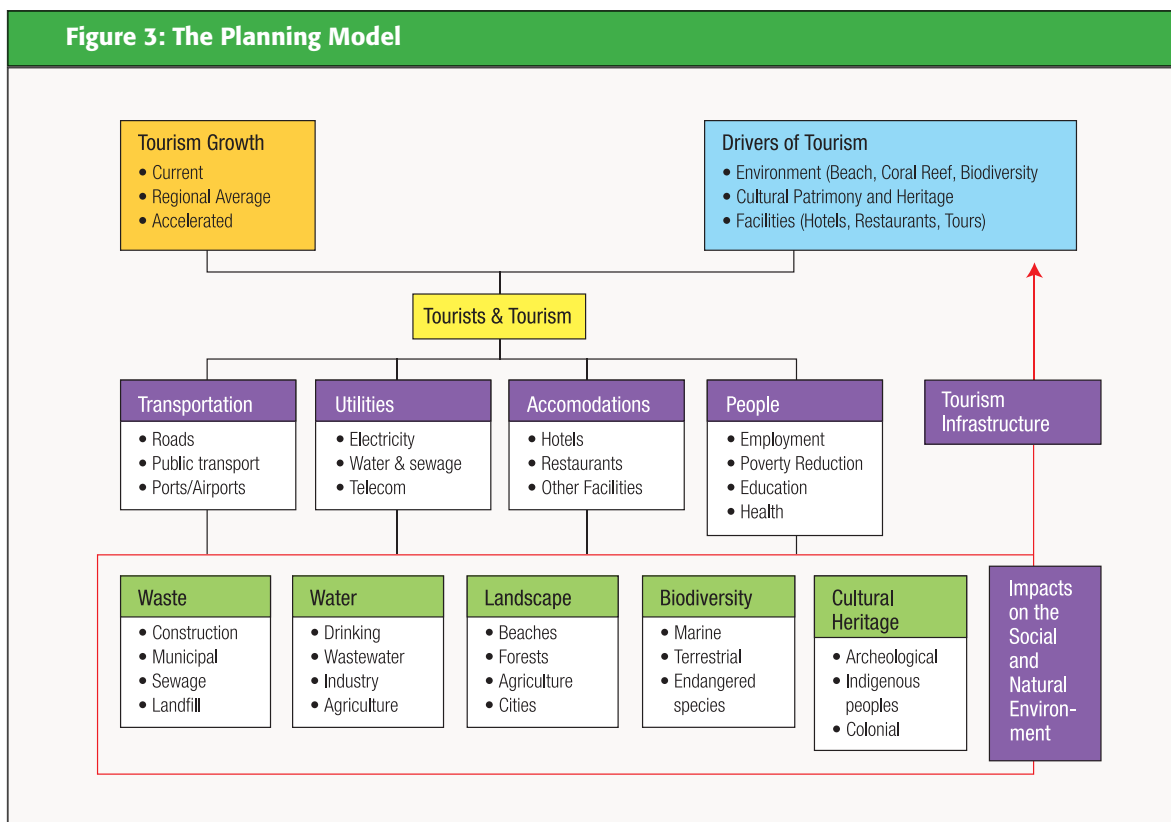 Figure 3: The Planning Model
Tourism Growth
• Current
• Regional Average
• Accelerated
Drivers of Tourism
• Environment (Beach, Coral Reef, Biodiversity
• Cultural Patrimony and Heritage
• Facilities (Hotels, Restaurants, Tours)
Tourists & Tourism
Transportation
• Roads
• Public transport
• Ports/Airports
Utilities
• Electricity
• Water & sewage
• Telecom
Accomodations
• Hotels
• Restaurants
• Other Facilities
People
• Employment
• Poverty Reduction
• Education
• Health
Tourism
Infrastructure
Waste
• Construction
• Municipal
• Sewage
• Landfill
Water
• Drinking
• Wastewater
• Industry
• Agriculture
Landscape
• Beaches
• Forests
• Agriculture
• Cities
Biodiversity
• Marine
• Terrestrial
• Endangered
species
Cultural
Heritage
• Archeological
• Indigenous
peoples
• Colonial
Impacts
on the
Social
and
Natural
Environ-
ment